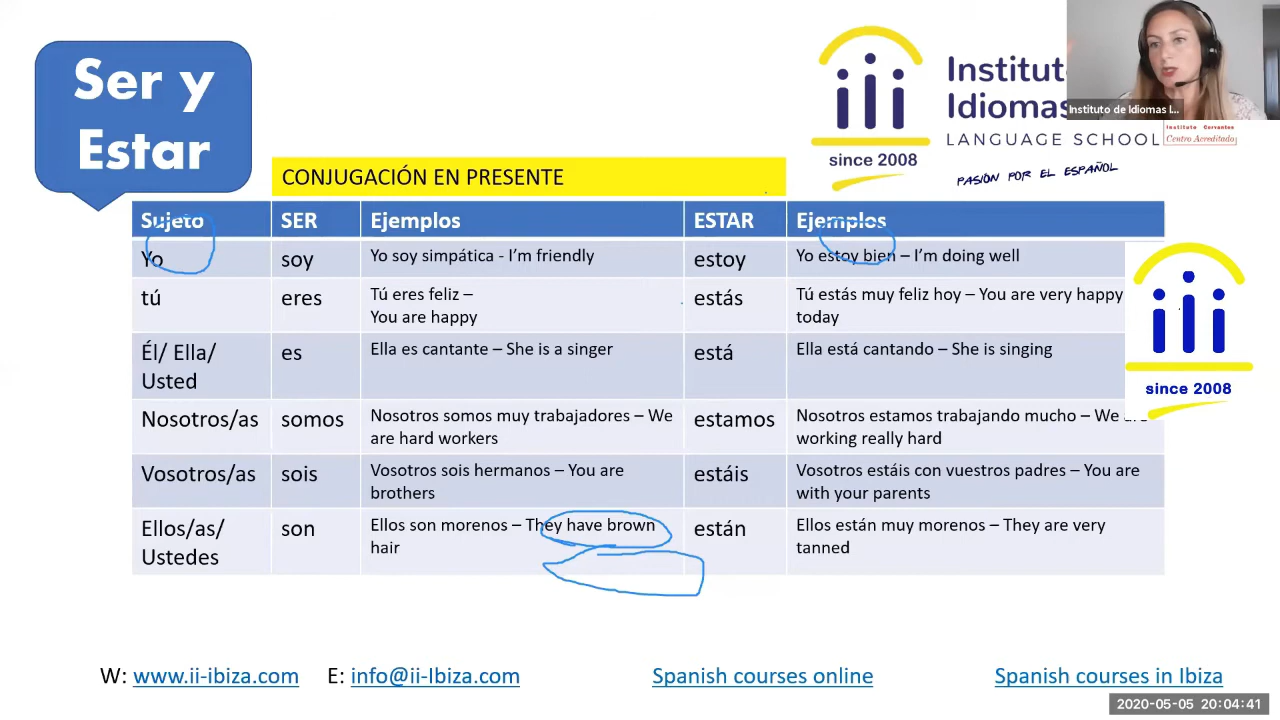 Ser y
Estar
Institut
Idiomas
LANGUAGE SCHOOL
since 2008
PASIÓN POR EL ESPAÑOL
Instituto de Idiomas I...
Instituto Cervantes
Centro Acreditado
CONJUGACIÓN EN PRESENTE
Sujeto SER Ejemplos ESTAR Ejemplos
Yo soy Yo soy simpática - I'm friendly estoy Yo estoy bien – I'm doing well
tú eres Tú eres feliz –
You are happy estás Tú estás muy feliz hoy – You are very happy
today
Él/ Ella/
Usted es Ella es cantante – She is a singer está Ella está cantando – She is singing
Nosotros/as somos Nosotros somos muy trabajadores – We
are hard workers estamos Nosotros estamos trabajando mucho – We are
working really hard
Vosotros/as sois Vosotros sois hermanos – You are
brothers estáis Vosotros estáis con vuestros padres – You are
with your parents
Ellos/as/
Ustedes son Ellos son morenos – They have brown
hair están Ellos están muy morenos – They are very
tanned
since 2008
W: www.ii-ibiza.com E: info@ii-Ibiza.com Spanish courses online Spanish courses in Ibiza
2020-05-05 20:04:41